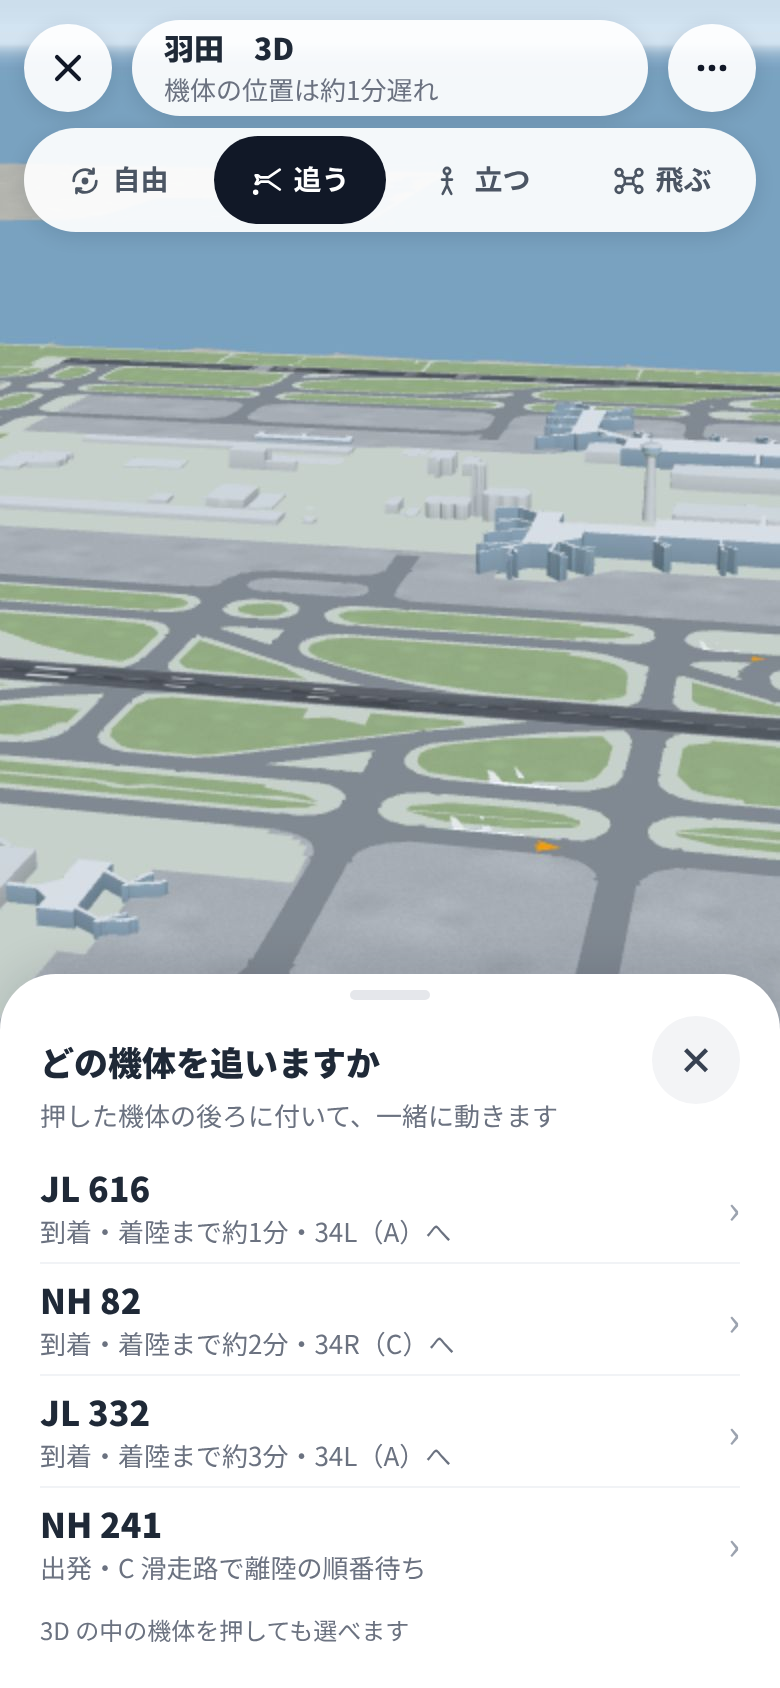 羽田　3D
機体の位置は約1分遅れ
自由
追う
立つ
飛ぶ
どの機体を追いますか
押した機体の後ろに付いて、一緒に動きます
JL 616
到着・着陸まで約1分・34L（A）へ
NH 82
到着・着陸まで約2分・34R（C）へ
JL 332
到着・着陸まで約3分・34L（A）へ
NH 241
出発・C 滑走路で離陸の順番待ち
3D の中の機体を押しても選べます